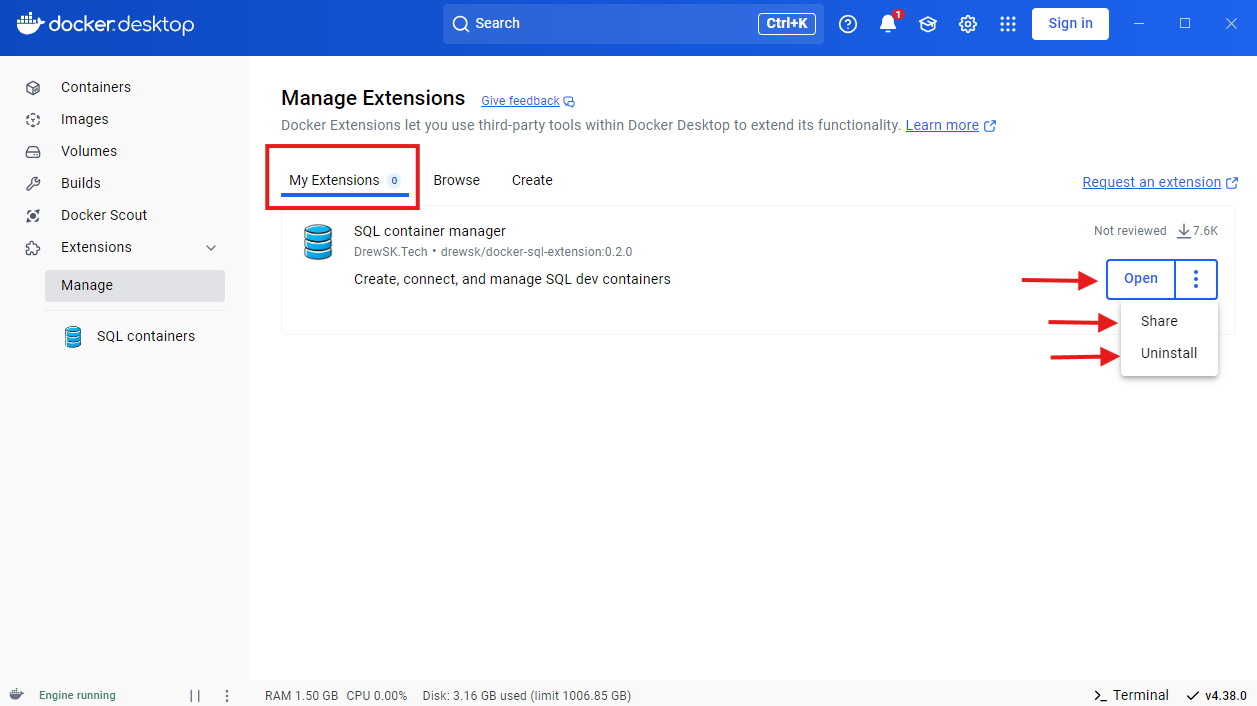 docker.desktop
Search
Ctrl+K
1
Sign in
Containers
Images
Volumes
Builds
Docker Scout
Extensions
Manage
SQL containers
Manage Extensions
Give feedback
Docker Extensions let you use third-party tools within Docker Desktop to extend its functionality. Learn more
My Extensions 0
Browse
Create
Request an extension
SQL container manager
DrewSK.Tech • drewsk/docker-sql-extension:0.2.0
Create, connect, and manage SQL dev containers
Not reviewed
7.6K
Open
Share
Uninstall
Engine running
RAM 1.50 GB CPU 0.00% Disk: 3.16 GB used (limit 1006.85 GB)
Terminal
v4.38.0